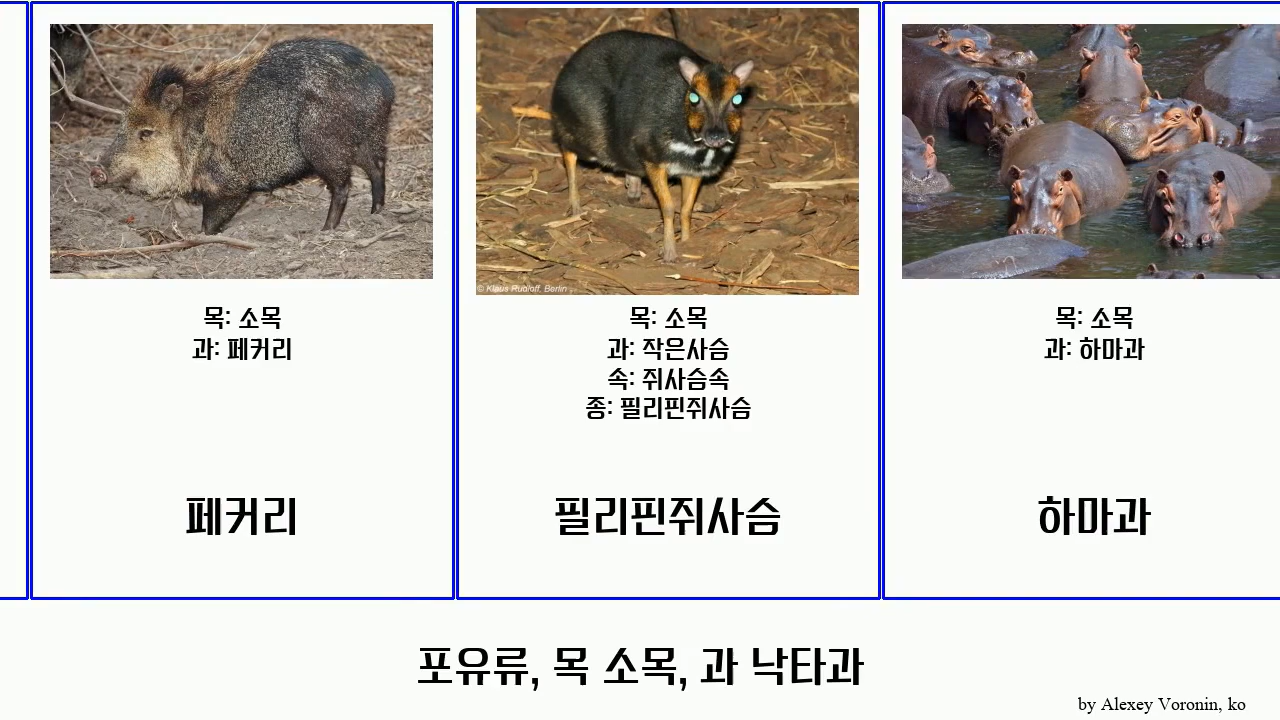 © Klaus Rudloff, Berlin
목: 소목
과: 페커리
페커리
목: 소목
과: 작은사슴
속: 쥐사슴속
종: 필리핀쥐사슴
필리핀쥐사슴
목: 소목
과: 하마과
하마과
포유류, 목 소목, 과 낙타과
by Alexey Voronin, ko